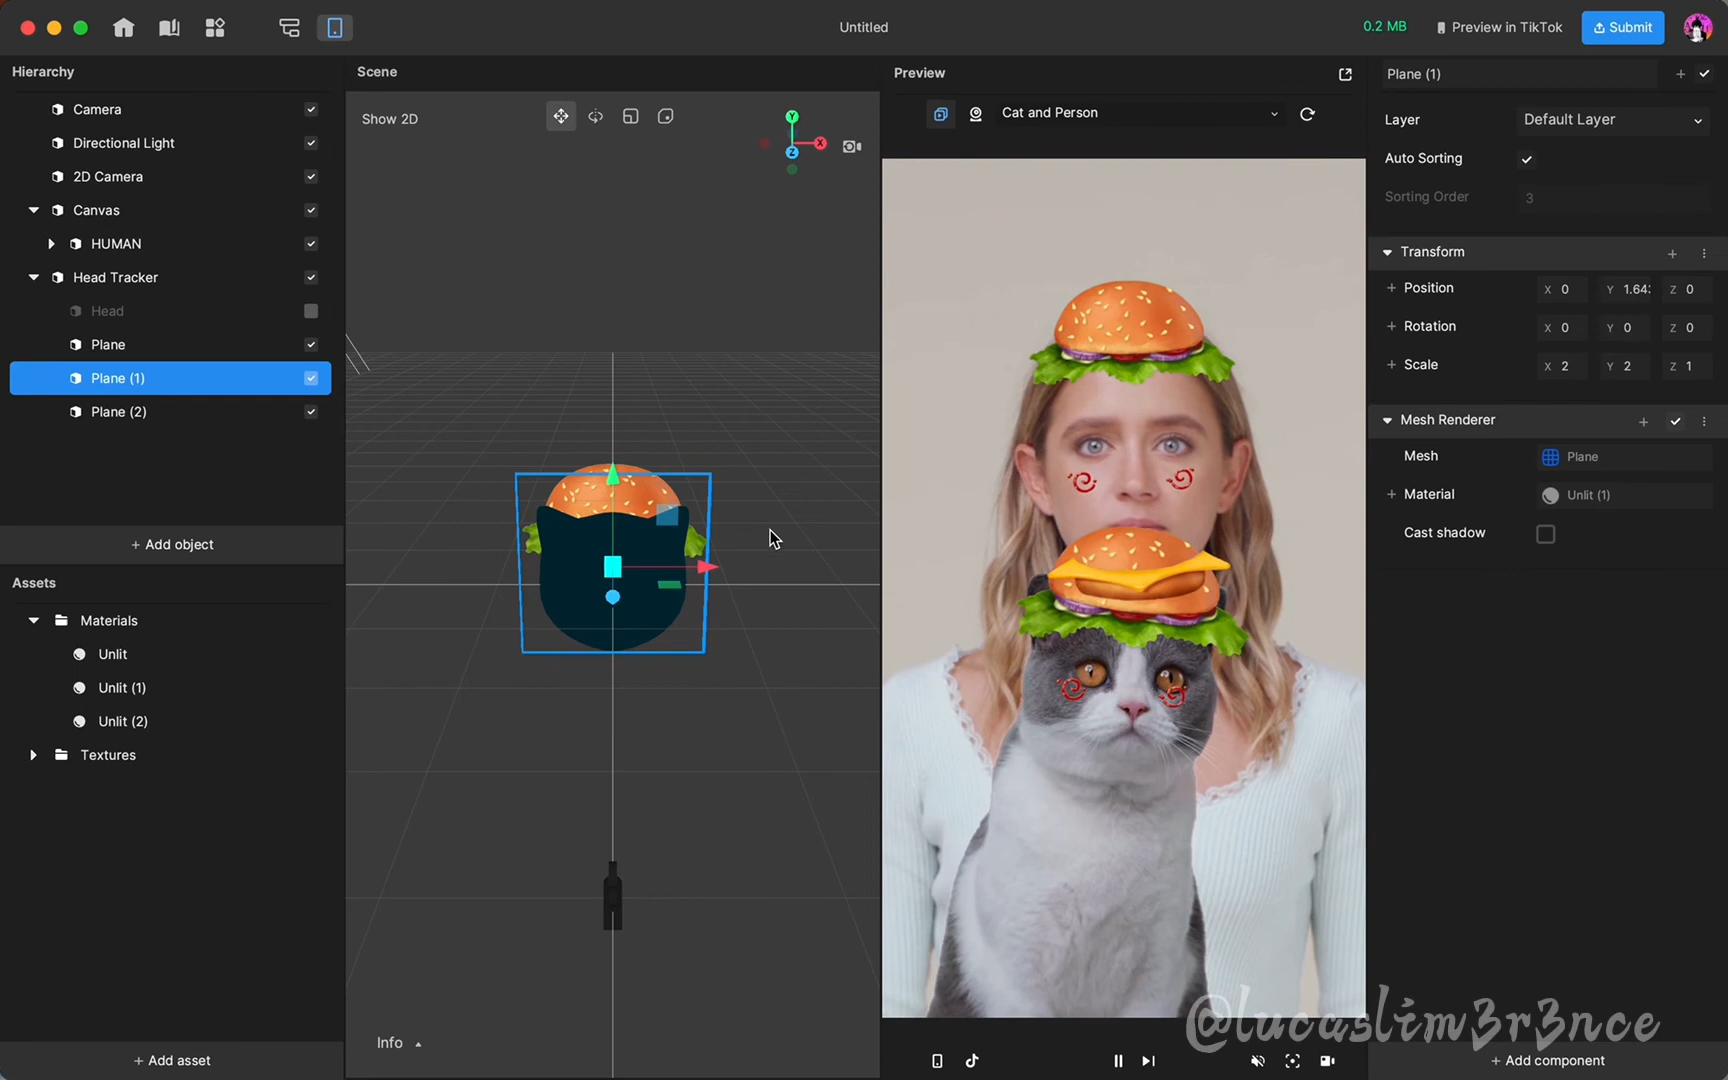 Untitled
0.2 MB
Preview in TikTok
Submit
Hierarchy
Camera
Directional Light
2D Camera
Canvas
HUMAN
Head Tracker
Head
Plane
Plane (1)
Plane (2)
+ Add object
Assets
Materials
Unlit
Unlit (1)
Unlit (2)
Textures
+ Add asset
Scene
Show 2D
Y
X
Z
Info
Preview
Cat and Person
Plane (1)
Layer
Default Layer
Auto Sorting
Sorting Order
3
Transform
Position
X 0
Y 1.64
Z 0
Rotation
X 0
Y 0
Z 0
Scale
X 2
Y 2
Z 1
Mesh Renderer
Mesh
Plane
Material
Unlit (1)
Cast shadow
@lucaslim3r3nce
+ Add component